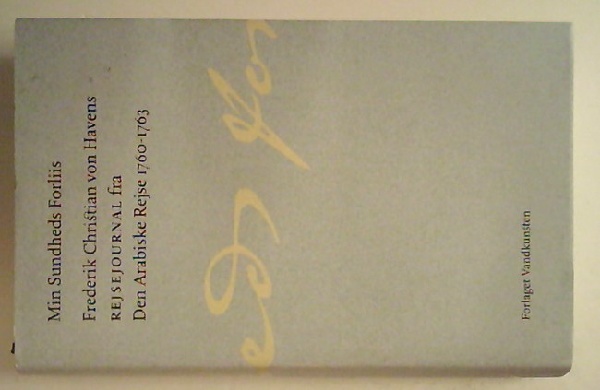 Min Sundheds Forliis
Frederik Christian von Havens
REJSEJOURNAL fra
Den Arabiske Rejse 1760-1763
Forlaget Vandkunsten